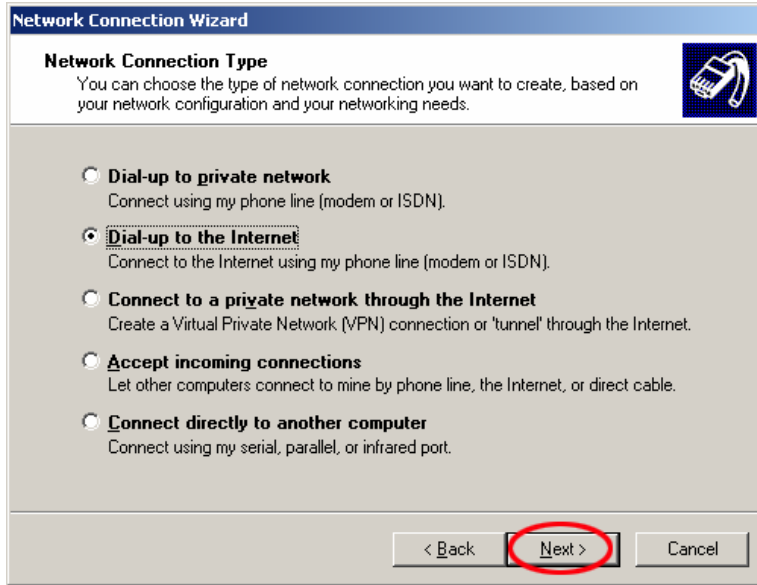 Network Connection Wizard
Network Connection Type
You can choose the type of network connection you want to create, based on
your network configuration and your networking needs.
Dial-up to private network
Connect using my phone line (modem or ISDN).
Dial-up to the Internet
Connect to the Internet using my phone line (modem or ISDN).
Connect to a private network through the Internet
Create a Virtual Private Network (VPN) connection or 'tunnel' through the Internet.
Accept incoming connections
Let other computers connect to mine by phone line, the Internet, or direct cable.
Connect directly to another computer
Connect using my serial, parallel, or infrared port.
< Back Next > Cancel